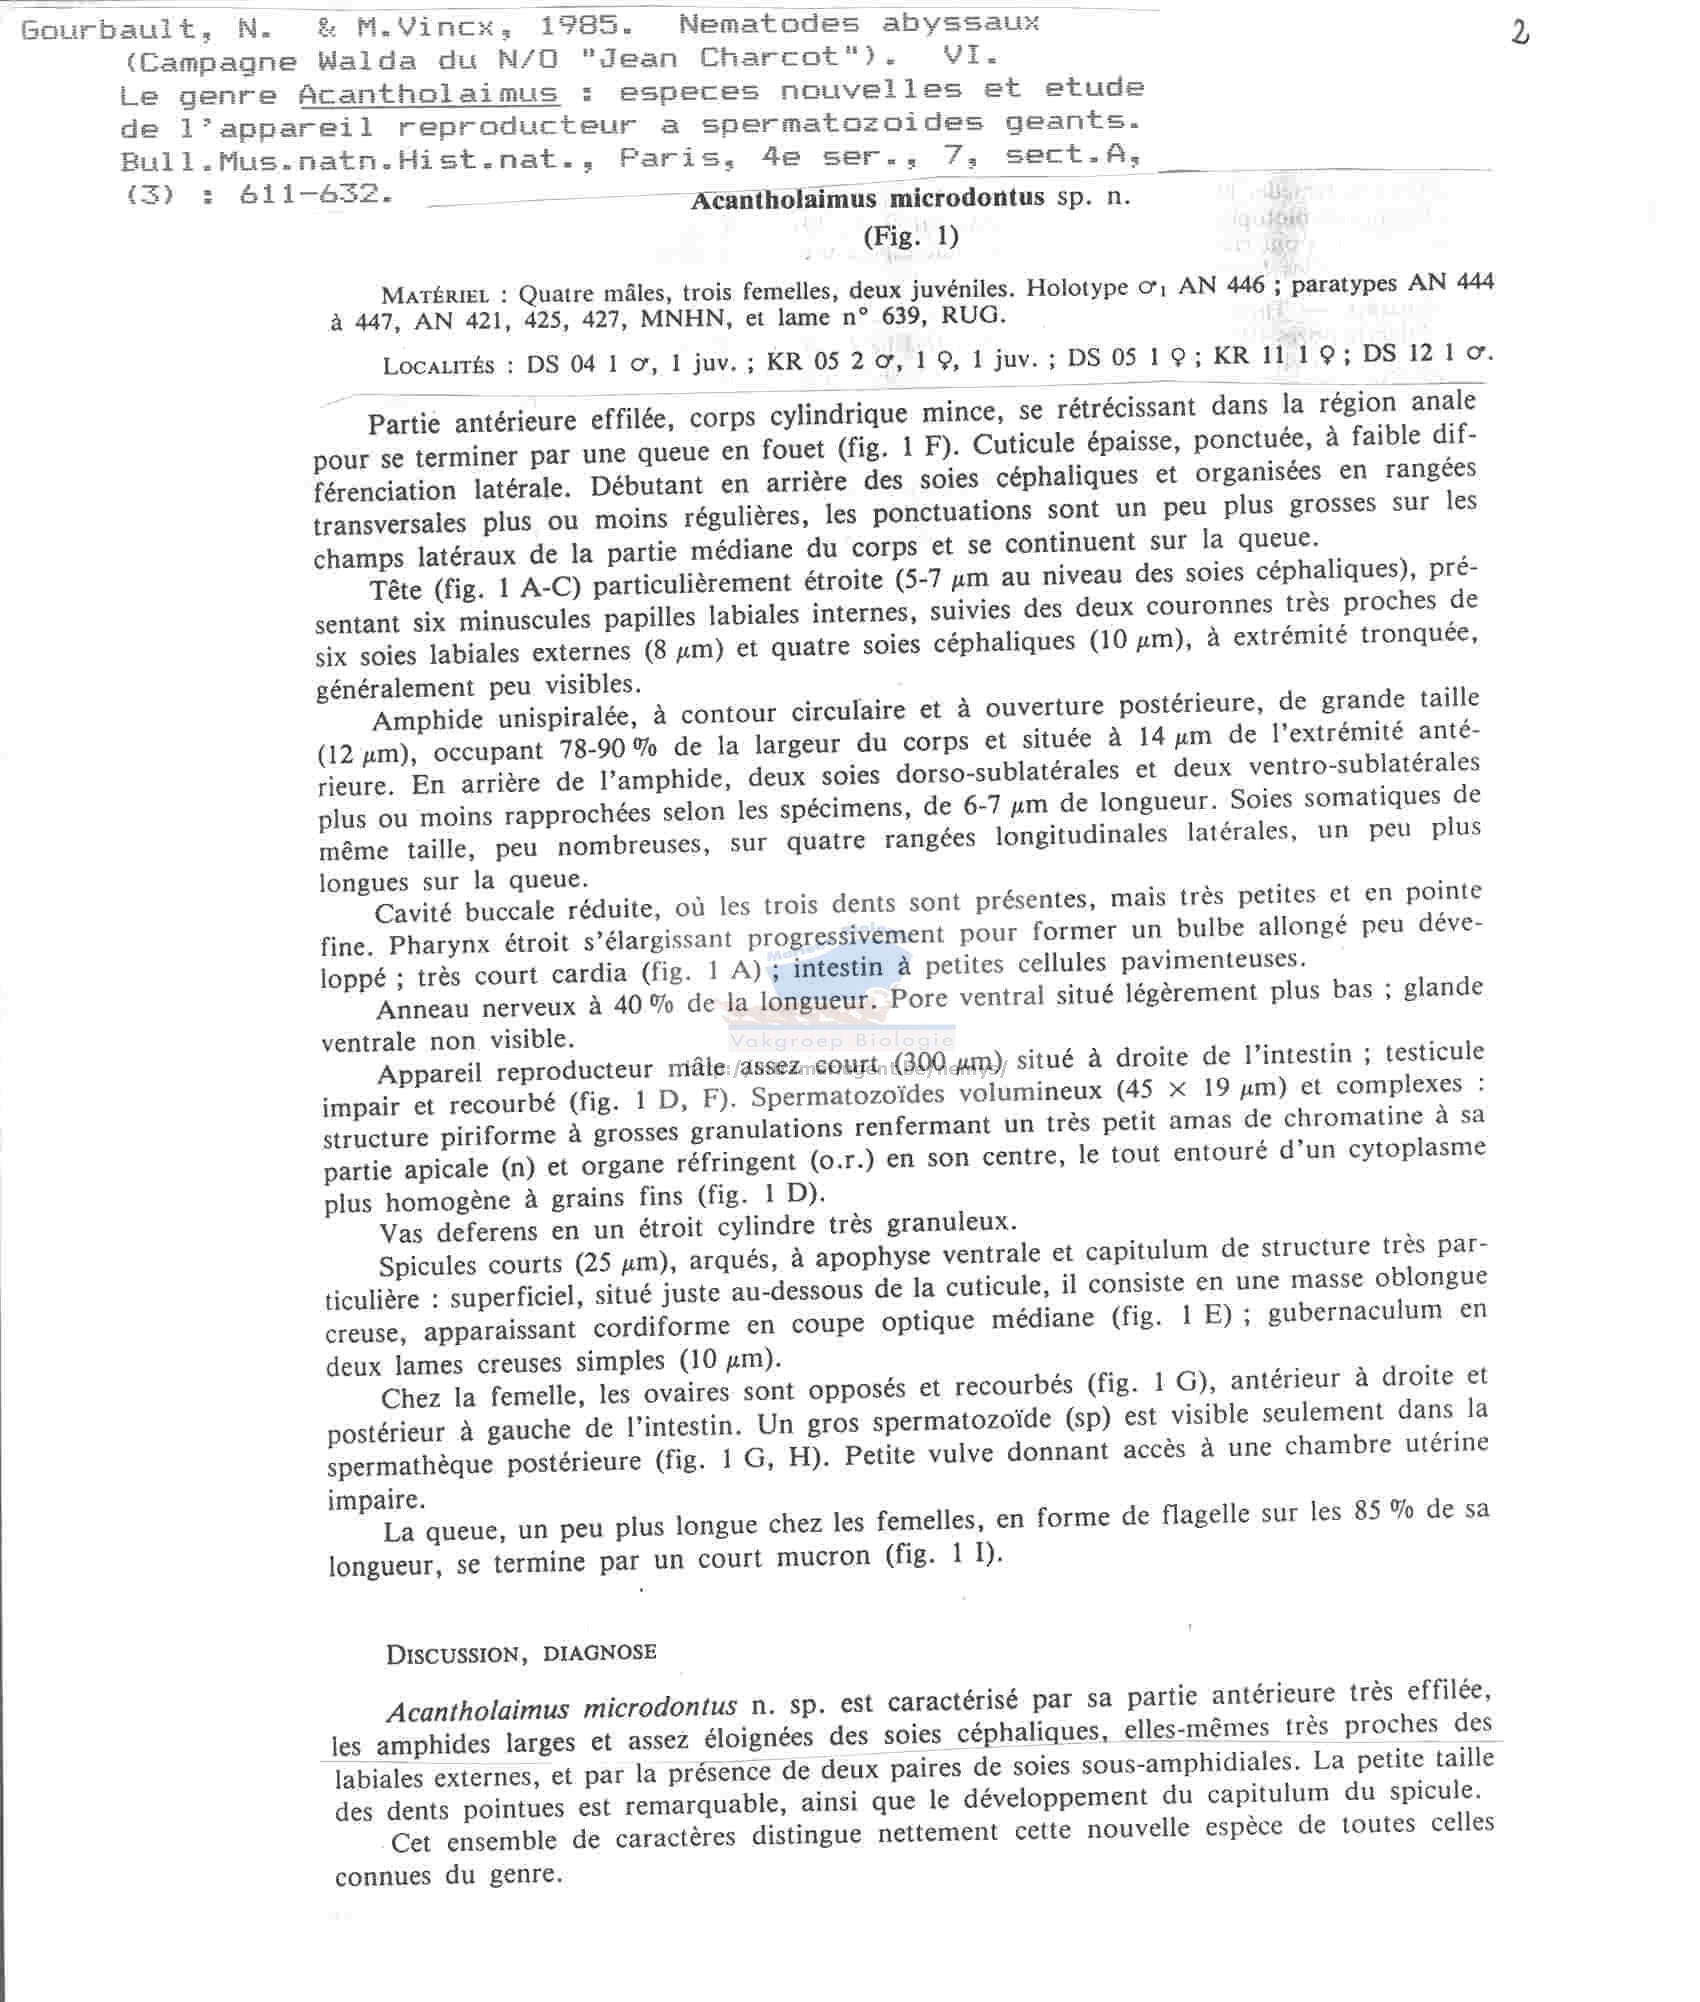 Gourbault, N. & M.Vincx, 1985. Nematodes abyssaux
2
(Campagne Walda du N/O "Jean Charcot"). VI.
Le genre Acantholaimus : especes nouvelles et etude
de l'appareil reproducteur a spermatozoides geants.
Bull.Mus.natn.Hist.nat., Paris, 4e ser., 7, sect.A,
(3) : 611-632.
Acantholaimus microdontus sp. n.
(Fig. 1)
MATÉRIEL : Quatre mâles, trois femelles, deux juvéniles. Holotype ♂1 AN 446 ; paratypes AN 444
à 447, AN 421, 425, 427, MNHN, et lame n° 639, RUG.
LOCALITÉS : DS 04 1 ♂, 1 juv. ; KR 05 2 ♂, 1 ♀, 1 juv. ; DS 05 1 ♀ ; KR 11 1 ♀ ; DS 12 1 ♂.
Partie antérieure effilée, corps cylindrique mince, se rétrécissant dans la région anale
pour se terminer par une queue en fouet (fig. 1 F). Cuticule épaisse, ponctuée, à faible dif-
férenciation latérale. Débutant en arrière des soies céphaliques et organisées en rangées
transversales plus ou moins régulières, les ponctuations sont un peu plus grosses sur les
champs latéraux de la partie médiane du corps et se continuent sur la queue.
Tête (fig. 1 A-C) particulièrement étroite (5-7 µm au niveau des soies céphaliques), pré-
sentant six minuscules papilles labiales internes, suivies des deux couronnes très proches de
six soies labiales externes (8 µm) et quatre soies céphaliques (10 µm), à extrémité tronquée,
généralement peu visibles.
Amphide unispiralée, à contour circulaire et à ouverture postérieure, de grande taille
(12 µm), occupant 78-90 % de la largeur du corps et située à 14 µm de l'extrémité anté-
rieure. En arrière de l'amphide, deux soies dorso-sublatérales et deux ventro-sublatérales
plus ou moins rapprochées selon les spécimens, de 6-7 µm de longueur. Soies somatiques de
même taille, peu nombreuses, sur quatre rangées longitudinales latérales, un peu plus
longues sur la queue.
Cavité buccale réduite, où les trois dents sont présentes, mais très petites et en pointe
fine. Pharynx étroit s'élargissant progressivement pour former un bulbe allongé peu déve-
loppé ; très court cardia (fig. 1 A) ; intestin à petites cellules pavimenteuses.
Anneau nerveux à 40 % de la longueur. Pore ventral situé légèrement plus bas ; glande
ventrale non visible.
Vakgroep Biologie
Appareil reproducteur mâle assez court (300 µm) situé à droite de l'intestin ; testicule
impair et recourbé (fig. 1 D, F). Spermatozoïdes volumineux (45 × 19 µm) et complexes :
structure piriforme à grosses granulations renfermant un très petit amas de chromatine à sa
partie apicale (n) et organe réfringent (o.r.) en son centre, le tout entouré d'un cytoplasme
plus homogène à grains fins (fig. 1 D).
Vas deferens en un étroit cylindre très granuleux.
Spicules courts (25 µm), arqués, à apophyse ventrale et capitulum de structure très par-
ticulière : superficiel, situé juste au-dessous de la cuticule, il consiste en une masse oblongue
creuse, apparaissant cordiforme en coupe optique médiane (fig. 1 E) ; gubernaculum en
deux lames creuses simples (10 µm).
Chez la femelle, les ovaires sont opposés et recourbés (fig. 1 G), antérieur à droite et
postérieur à gauche de l'intestin. Un gros spermatozoïde (sp) est visible seulement dans la
spermathèque postérieure (fig. 1 G, H). Petite vulve donnant accès à une chambre utérine
impaire.
La queue, un peu plus longue chez les femelles, en forme de flagelle sur les 85 % de sa
longueur, se termine par un court mucron (fig. 1 I).
DISCUSSION, DIAGNOSE
Acantholaimus microdontus n. sp. est caractérisé par sa partie antérieure très effilée,
les amphides larges et assez éloignées des soies céphaliques, elles-mêmes très proches des
labiales externes, et par la présence de deux paires de soies sous-amphidiales. La petite taille
des dents pointues est remarquable, ainsi que le développement du capitulum du spicule.
Cet ensemble de caractères distingue nettement cette nouvelle espèce de toutes celles
connues du genre.